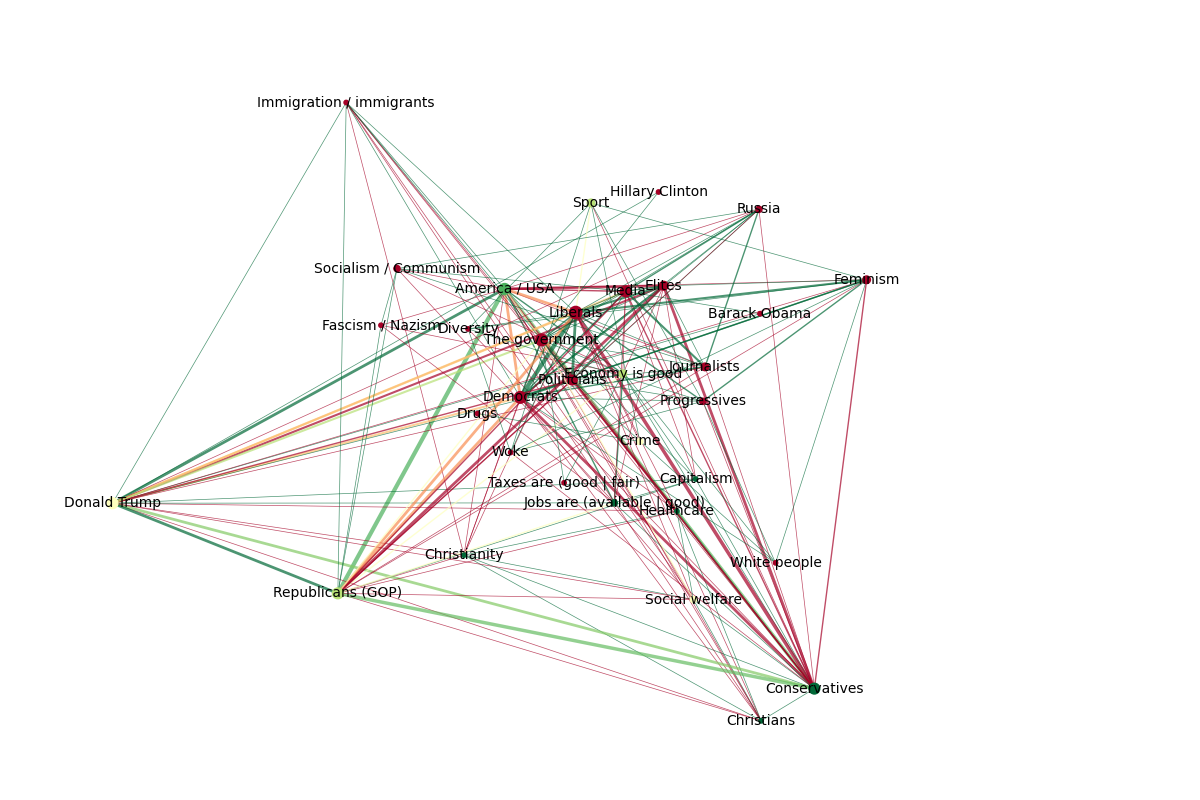 Immigration / immigrants
Hillary Clinton
Sport
Russia
Socialism / Communism
Feminism
America / USA
Elites
Media
Liberals
Barack Obama
Fascism / Nazism
Diversity
The government
Journalists
Economy is good
Politicians
Democrats
Progressives
Drugs
Crime
Woke
Capitalism
Taxes are (good | fair)
Donald Trump
Jobs are (available | good)
Healthcare
Christianity
White people
Republicans (GOP)
Social welfare
Conservatives
Christians